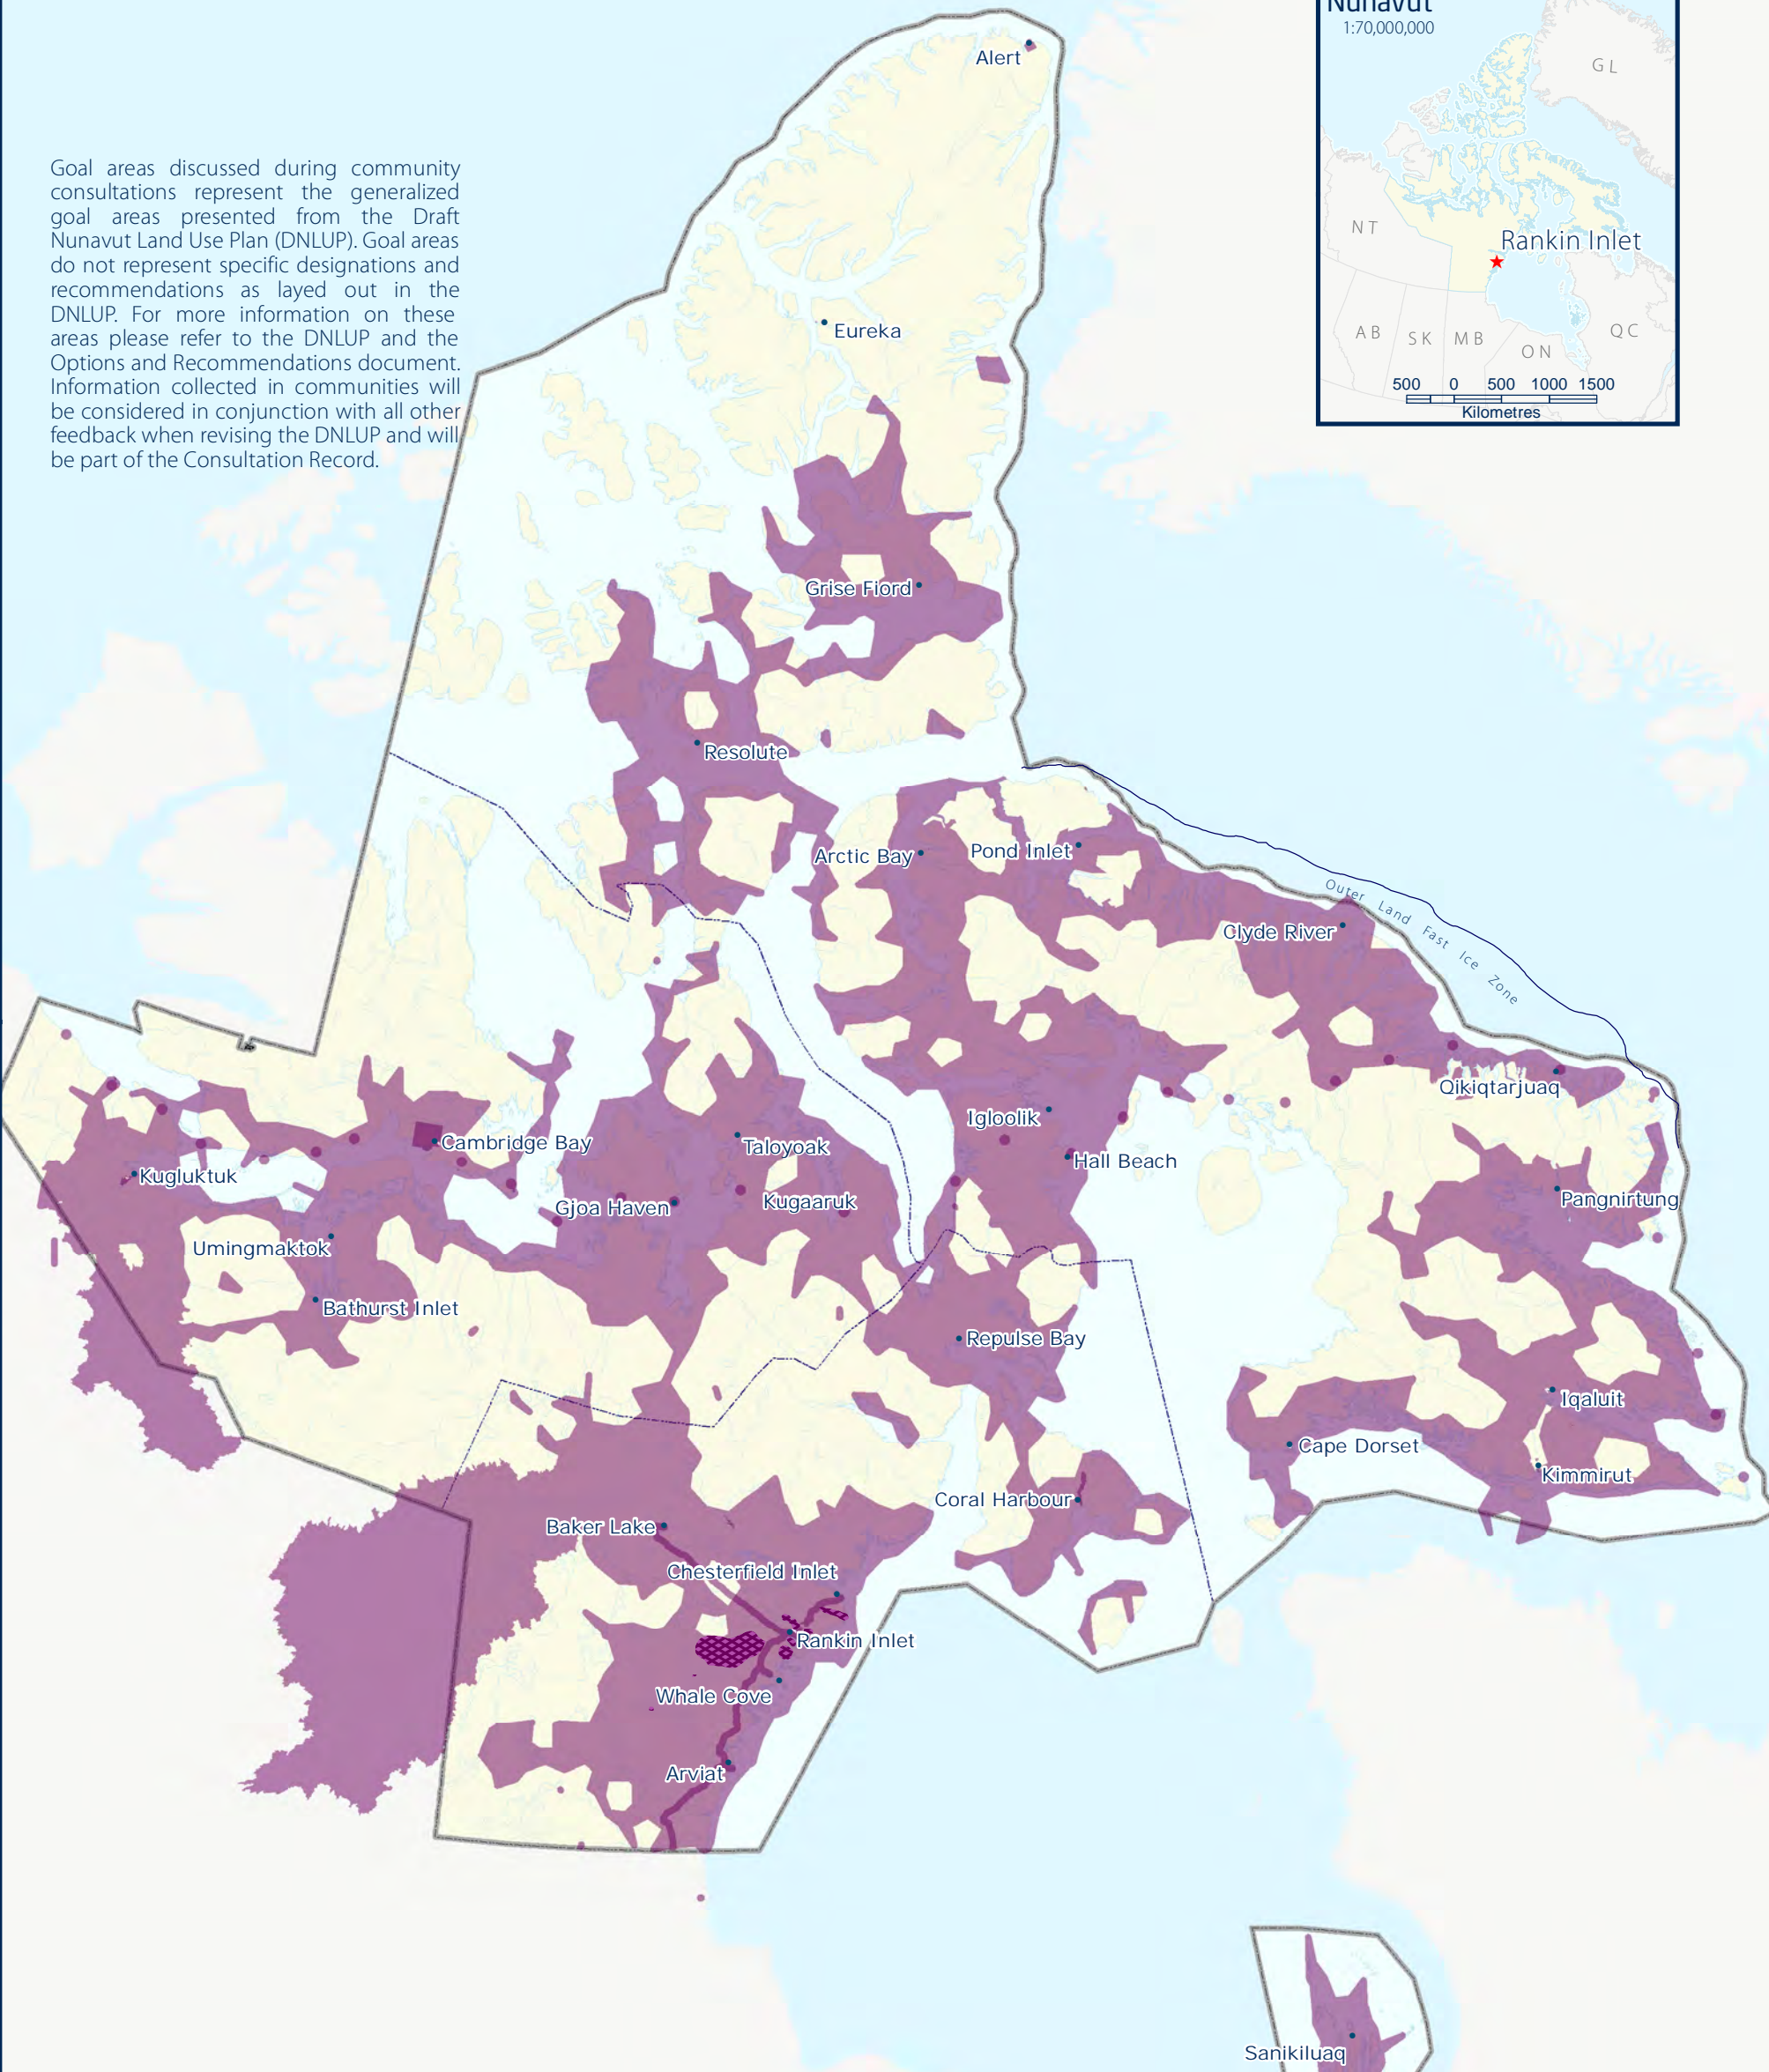 Nunavut
1:70,000,000
GL
NT
Rankin Inlet
AB
SK
MB
ON
QC
500 0 500 1000 1500
Kilometres
Goal areas discussed during community
consultations represent the generalized
goal areas presented from the Draft
Nunavut Land Use Plan (DNLUP). Goal areas
do not represent specific designations and
recommendations as layed out in the
DNLUP. For more information on these
areas please refer to the DNLUP and the
Options and Recommendations document.
Information collected in communities will
be considered in conjunction with all other
feedback when revising the DNLUP and will
be part of the Consultation Record.
Alert
Eureka
Grise Fiord
Resolute
Arctic Bay
Pond Inlet
Outer Land Fast Ice Zone
Clyde River
Qikiqtarjuaq
Igloolik
Cambridge Bay
Taloyoak
Hall Beach
Kugluktuk
Gjoa Haven
Kugaaruk
Pangnirtung
Umingmaktok
Bathurst Inlet
Repulse Bay
Iqaluit
Cape Dorset
Kimmirut
Coral Harbour
Baker Lake
Chesterfield Inlet
Rankin Inlet
Whale Cove
Arviat
Sanikiluaq